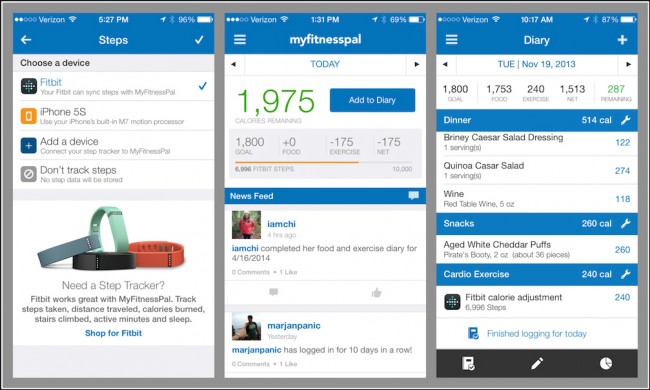 Verizon 5:27 PM 96%
Steps
Choose a device
Fitbit
Your Fitbit can sync steps with MyFitnessPal
iPhone 5S
Use your iPhone's built-in M7 motion processor
Add a device
Connect your step tracker to MyFitnessPal
Don't track steps
No step data will be stored
Need a Step Tracker?
Fitbit works great with MyFitnessPal. Track
steps taken, distance traveled, calories
burned, stairs climbed, active minutes and sleep.
Shop for Fitbit
Verizon 1:31 PM 69%
myfitnesspal
TODAY
1,975
CALORIES REMAINING
Add to Diary
1,800 +0 -175 -175
GOAL FOOD EXERCISE NET
6,996 FITBIT STEPS 10,000
News Feed
iamchi
4 hrs ago
iamchi completed her food and exercise diary for
4/16/2014
0 Comments • 1 Like
marjanpanic
Yesterday
marjanpanic has logged in for 10 days in a row!
0 Comments • 1 Like
Verizon 10:17 AM 92%
Diary
TUE | Nov 19, 2013
1,800 1,753 240 1,513 287
GOAL FOOD EXERCISE NET REMAINING
Dinner 514 cal
Briney Caesar Salad Dressing
1 serving(s) 122
Quinoa Casar Salad
1 serving(s) 274
Wine
Red Table Wine, 5 oz 118
Snacks 260 cal
Aged White Cheddar Puffs
Pirate's Booty, 2 oz (about 36 pieces) 260
Cardio Exercise 240 cal
Fitbit calorie adjustment 240
6,996 Steps
Finished logging for today